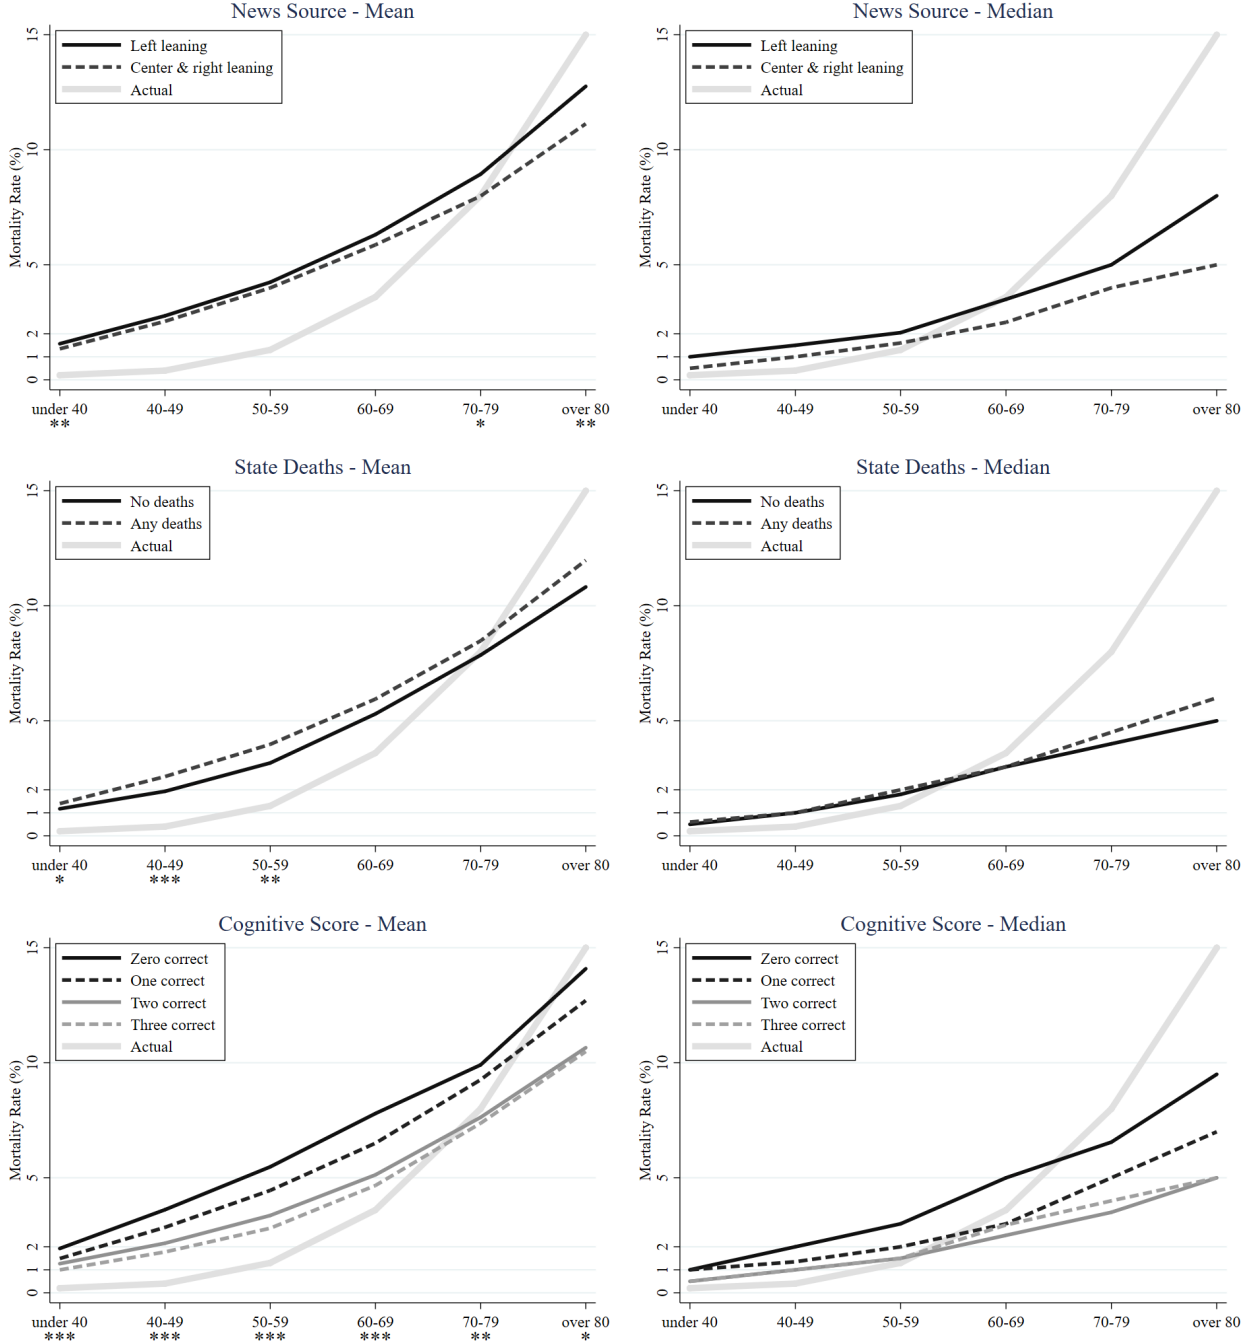 News Source - Mean
Mortality Rate (%)
15
10
5
2
1
0
Left leaning
Center & right leaning
Actual
under 40 40-49 50-59 60-69 70-79 over 80
** * **
News Source - Median
Mortality Rate (%)
15
10
5
2
1
0
Left leaning
Center & right leaning
Actual
under 40 40-49 50-59 60-69 70-79 over 80
State Deaths - Mean
Mortality Rate (%)
15
10
5
2
1
0
No deaths
Any deaths
Actual
under 40 40-49 50-59 60-69 70-79 over 80
* *** **
State Deaths - Median
Mortality Rate (%)
15
10
5
2
1
0
No deaths
Any deaths
Actual
under 40 40-49 50-59 60-69 70-79 over 80
Cognitive Score - Mean
Mortality Rate (%)
15
10
5
2
1
0
Zero correct
One correct
Two correct
Three correct
Actual
under 40 40-49 50-59 60-69 70-79 over 80
*** *** *** *** ** *
Cognitive Score - Median
Mortality Rate (%)
15
10
5
2
1
0
Zero correct
One correct
Two correct
Three correct
Actual
under 40 40-49 50-59 60-69 70-79 over 80